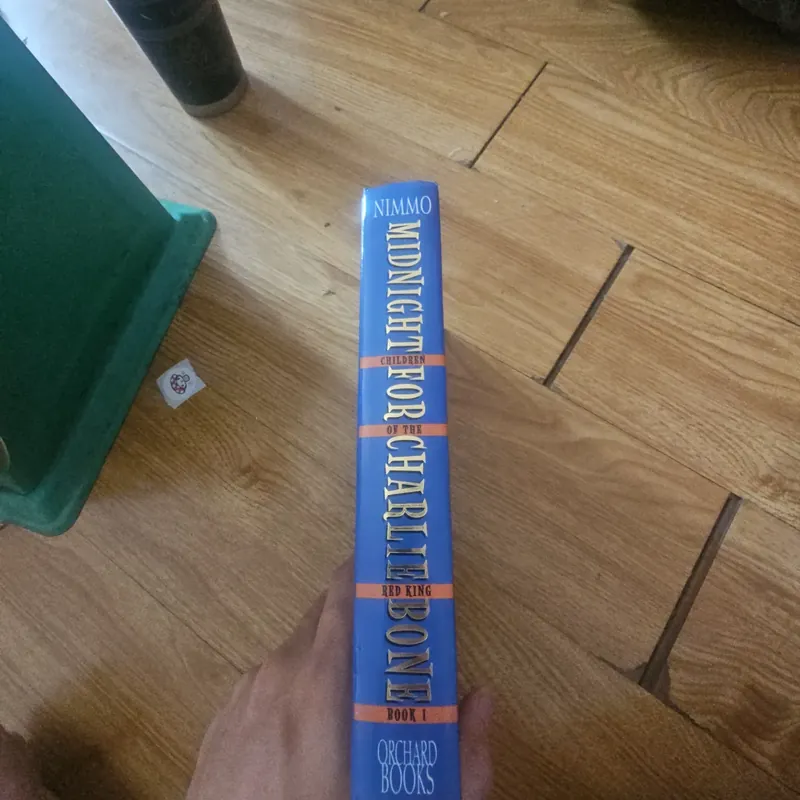 NIMMO
MIDNIGHT FOR CHARLIE BONE
CHILDREN
OF THE
RED KING
BOOK 1
ORCHARD
BOOKS